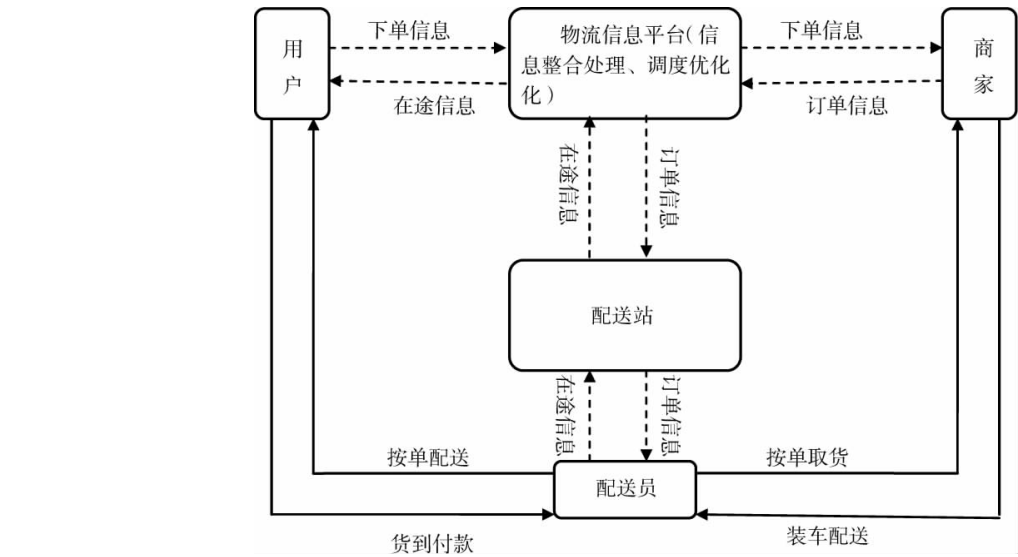 用户
下单信息
在途信息
物流信息平台(信
息整合处理、调度优化
化)
下单信息
订单信息
商家
在途信息
订单信息
配送站
在途信息
订单信息
按单配送
按单取货
配送员
货到付款
装车配送